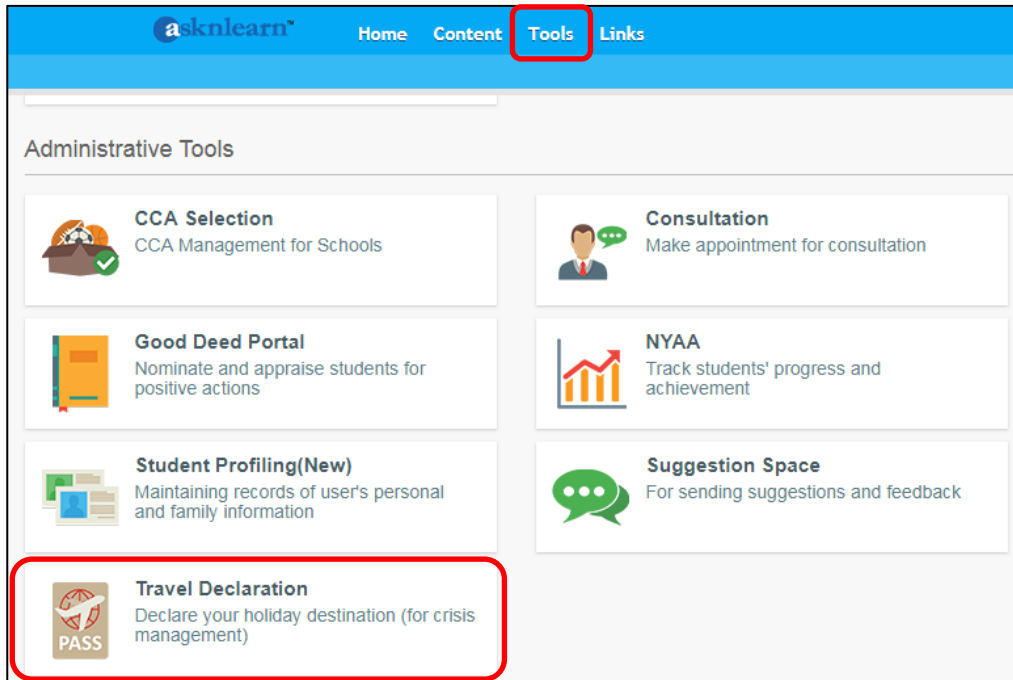 asknlearn™ Home Content Tools Links
Administrative Tools
CCA Selection
CCA Management for Schools
Consultation
Make appointment for consultation
Good Deed Portal
Nominate and appraise students for
positive actions
NYAA
Track students' progress and
achievement
Student Profiling(New)
Maintaining records of user's personal
and family information
Suggestion Space
For sending suggestions and feedback
PASS
Travel Declaration
Declare your holiday destination (for crisis
management)